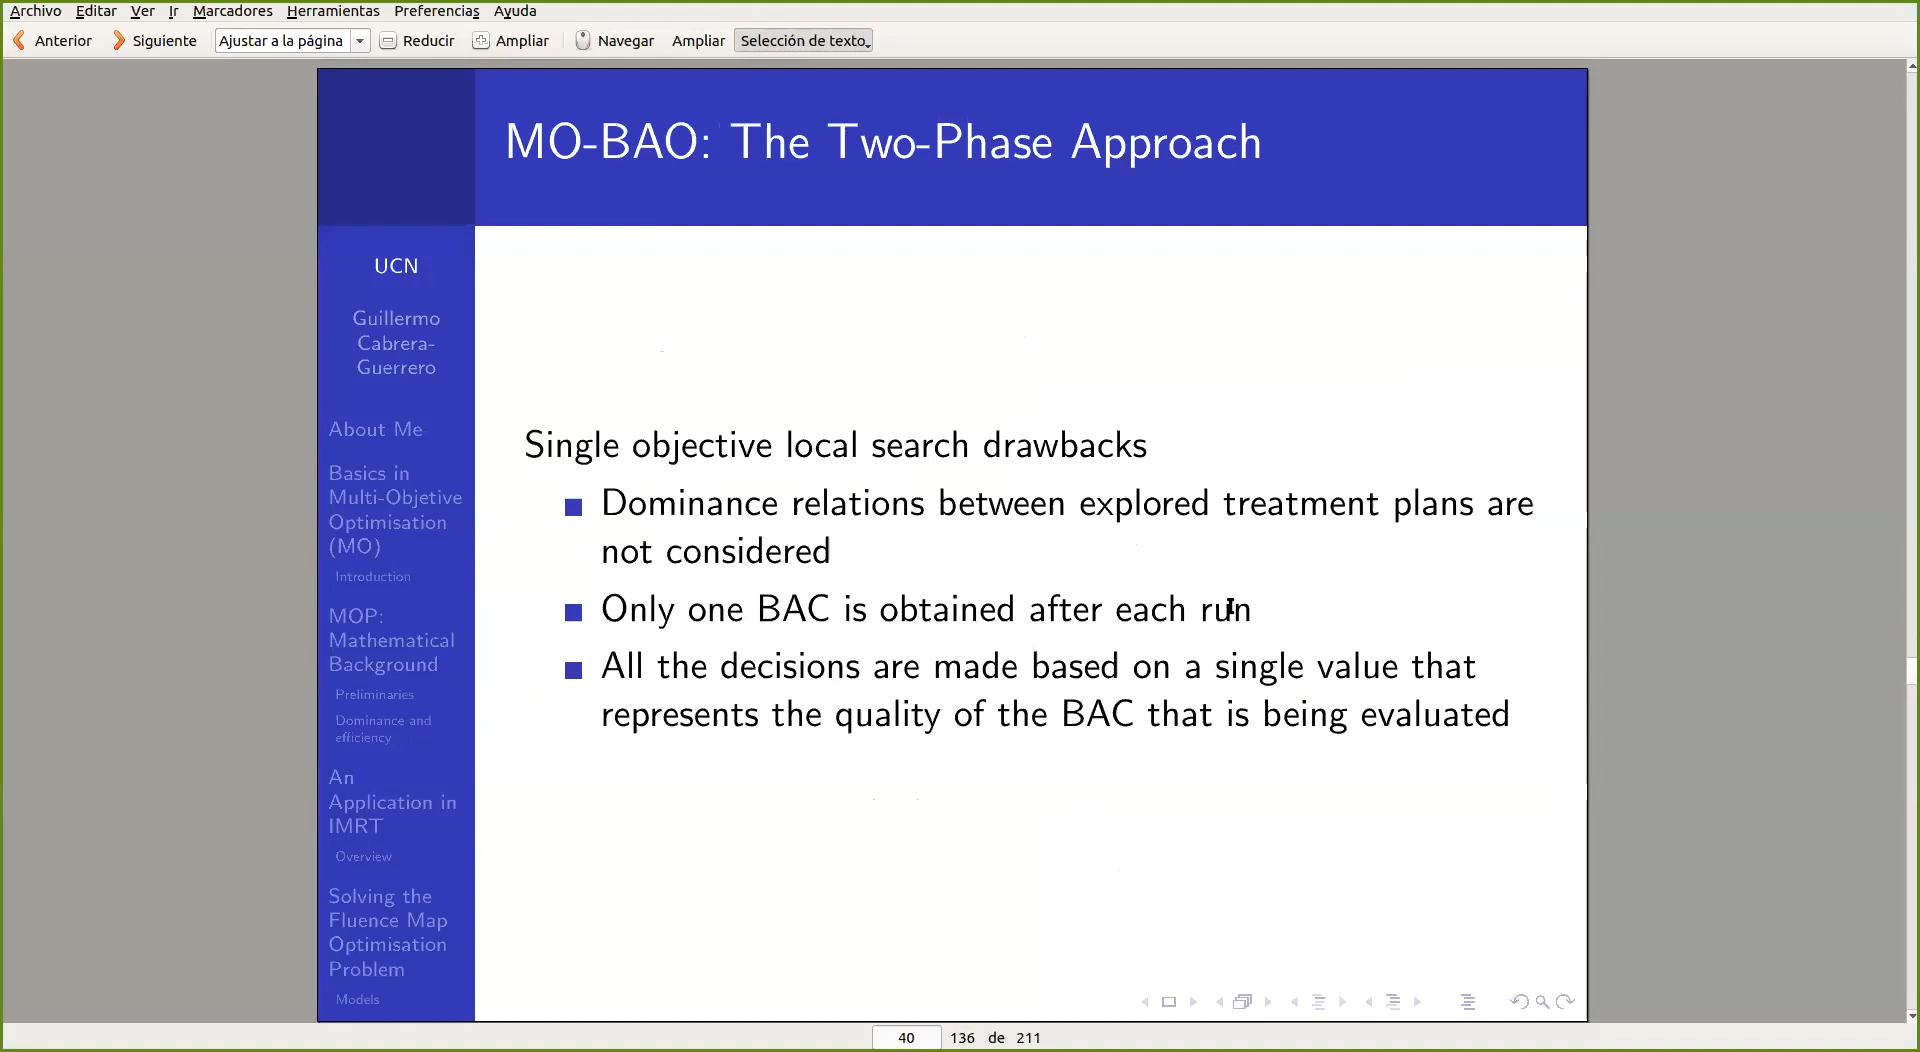 Archivo Editar Ver Ir Marcadores Herramientas Preferencias Ayuda
Anterior Siguiente Ajustar a la página Reducir Ampliar Navegar Ampliar Selección de texto
MO-BAO: The Two-Phase Approach
UCN
Guillermo
Cabrera-
Guerrero
About Me
Basics in
Multi-Objetive
Optimisation
(MO)
Introduction
MOP:
Mathematical
Background
Preliminaries
Dominance and
efficiency
An
Application in
IMRT
Overview
Solving the
Fluence Map
Optimisation
Problem
Models
Single objective local search drawbacks
Dominance relations between explored treatment plans are
not considered
Only one BAC is obtained after each run
All the decisions are made based on a single value that
represents the quality of the BAC that is being evaluated
40 136 de 211